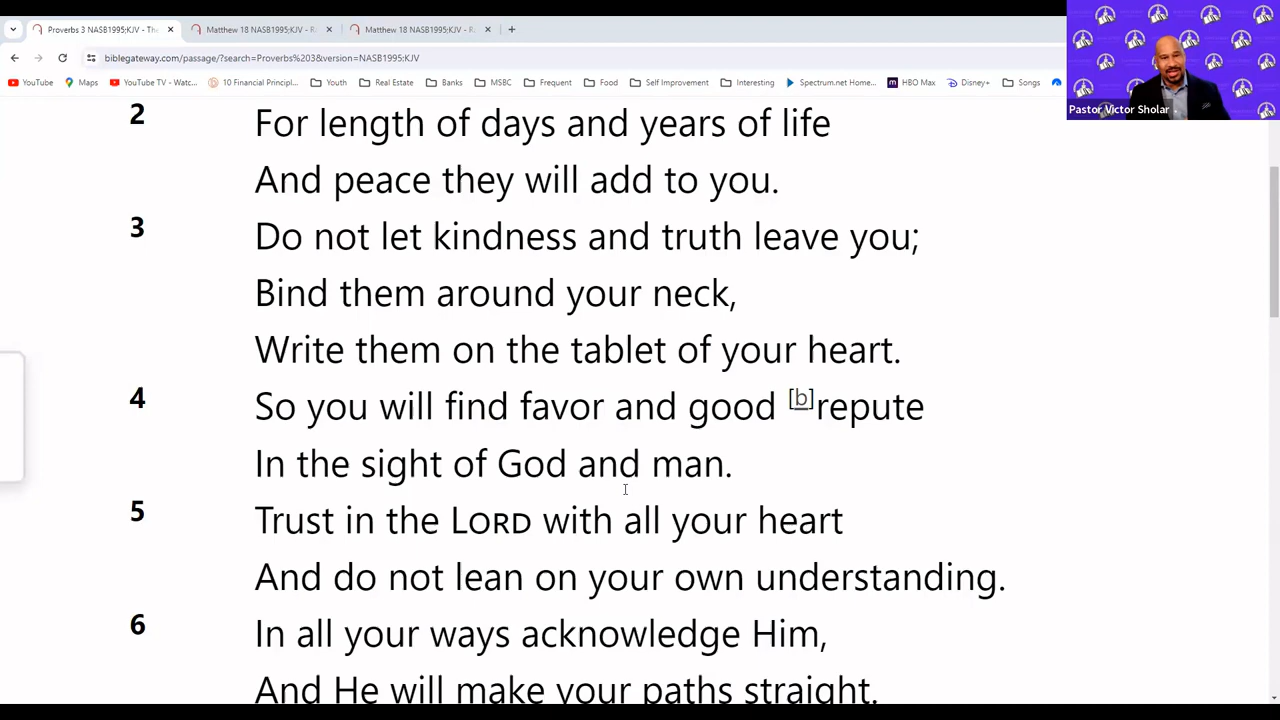 Proverbs 3 NASB1995;KJV - The
Matthew 18 NASB1995;KJV - R
Matthew 18 NASB1995;KJV - R
biblegateway.com/passage/?search=Proverbs%203&version=NASB1995;KJV
YouTube
Maps
YouTube TV - Watc...
10 Financial Principl...
Youth
Real Estate
Banks
MSBC
Frequent
Food
Self Improvement
Interesting
Spectrum.net Home...
HBO Max
Disney+
Songs
Pastor Victor Sholar
2 For length of days and years of life
And peace they will add to you.
3 Do not let kindness and truth leave you;
Bind them around your neck,
Write them on the tablet of your heart.
4 So you will find favor and good [b]repute
In the sight of God and man.
5 Trust in the LORD with all your heart
And do not lean on your own understanding.
6 In all your ways acknowledge Him,
And He will make your paths straight.